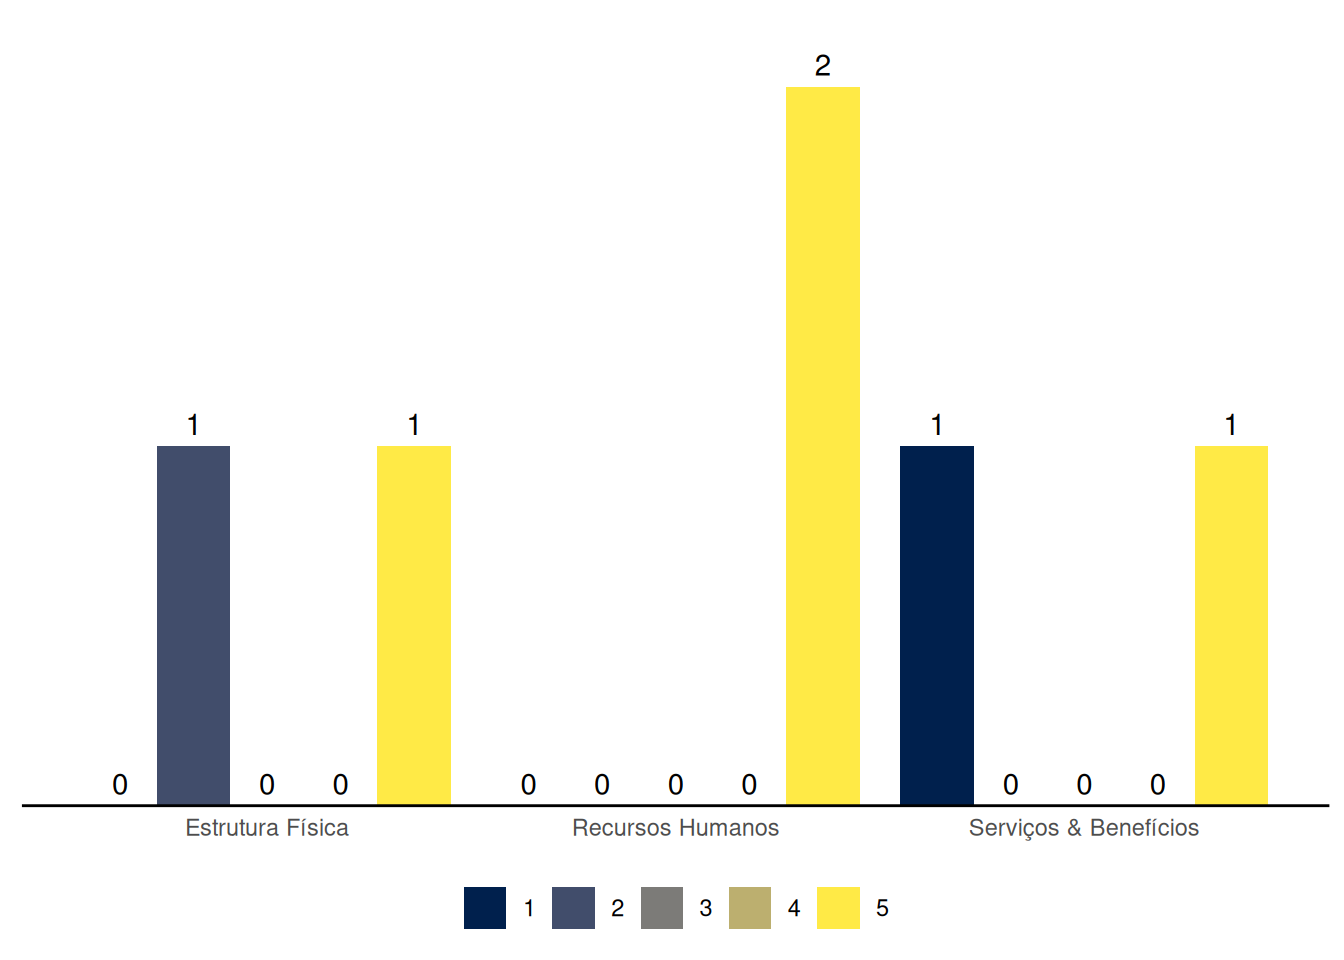 2
1 1 1 1
0 0 0 0 0 0 0 0 0 0
Estrutura Física Recursos Humanos Serviços & Benefícios
1 2 3 4 5